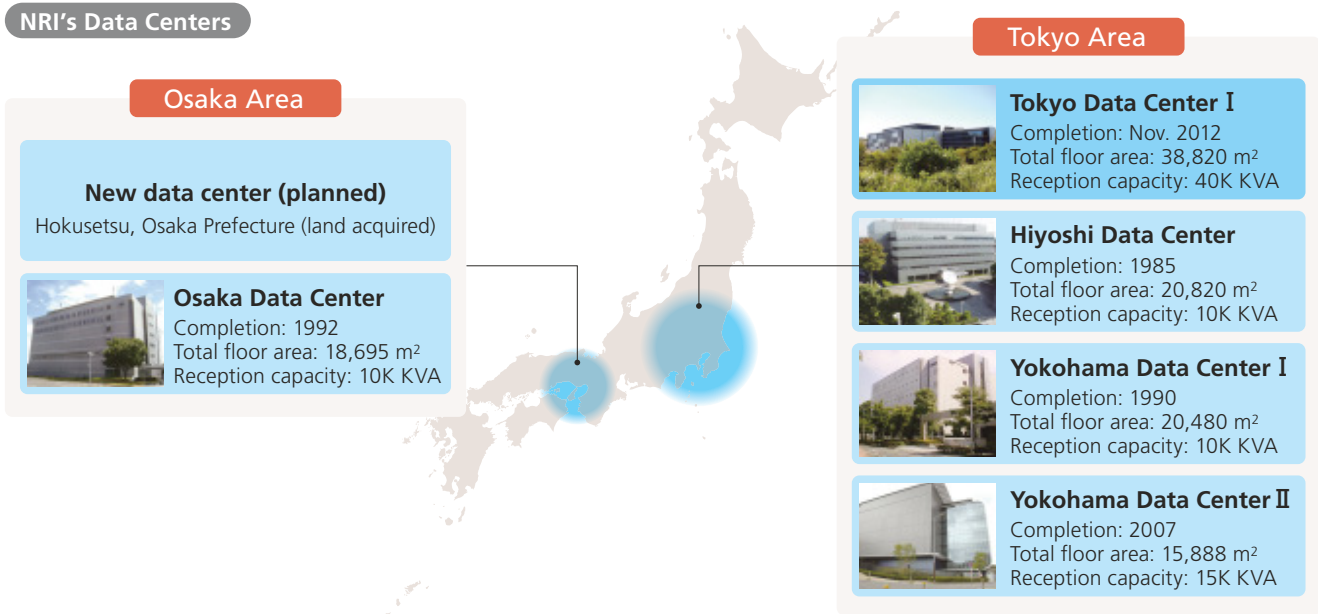 NRI's Data Centers
Osaka Area
New data center (planned)
Hokusetsu, Osaka Prefecture (land acquired)
Osaka Data Center
Completion: 1992
Total floor area: 18,695 m²
Reception capacity: 10K KVA
Tokyo Area
Tokyo Data Center Ⅰ
Completion: Nov. 2012
Total floor area: 38,820 m²
Reception capacity: 40K KVA
Hiyoshi Data Center
Completion: 1985
Total floor area: 20,820 m²
Reception capacity: 10K KVA
Yokohama Data Center Ⅰ
Completion: 1990
Total floor area: 20,480 m²
Reception capacity: 10K KVA
Yokohama Data Center Ⅱ
Completion: 2007
Total floor area: 15,888 m²
Reception capacity: 15K KVA